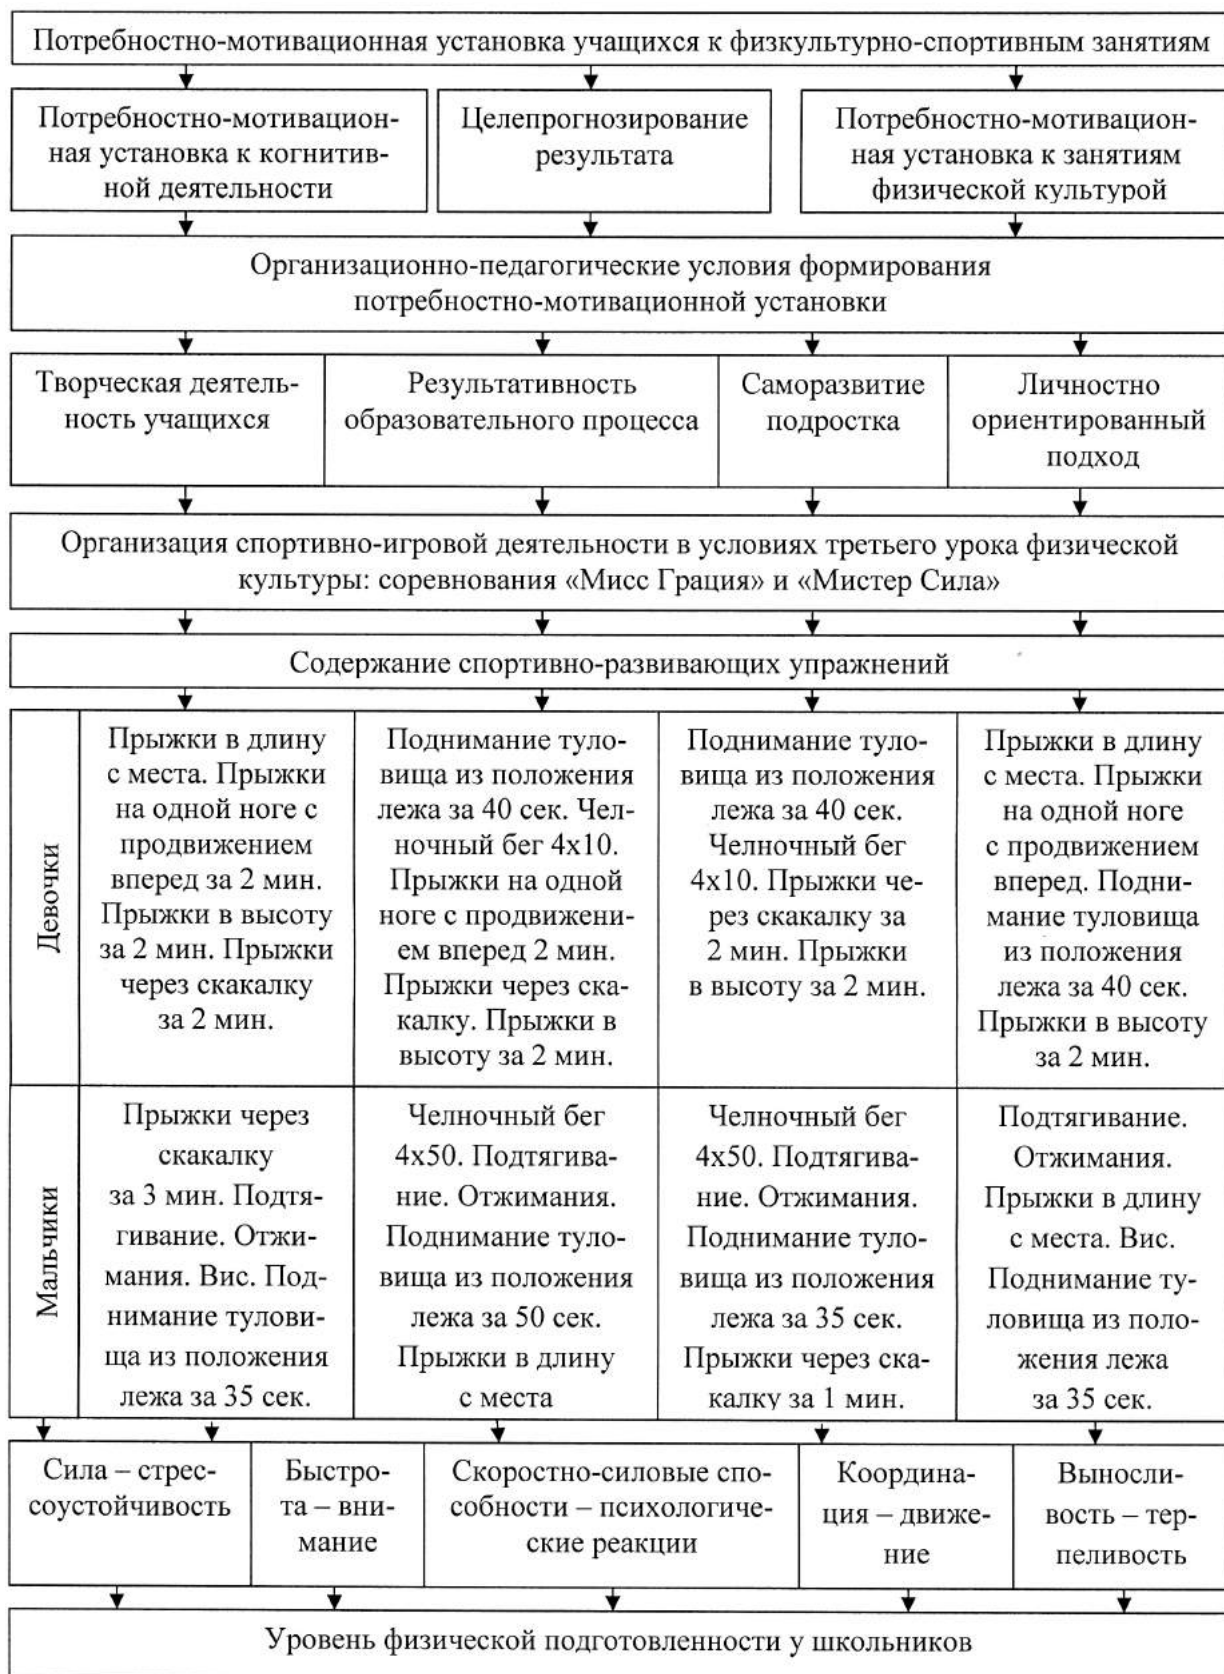 Потребностно-мотивационная установка учащихся к физкультурно-спортивным занятиям
Потребностно-мотивацион-
ная установка к когнитив-
ной деятельности
Целепрогнозирование
результата
Потребностно-мотивацион-
ная установка к занятиям
физической культурой
Организационно-педагогические условия формирования
потребностно-мотивационной установки
Творческая деятель-
ность учащихся
Результативность
образовательного процесса
Саморазвитие
подростка
Личностно
ориентированный
подход
Организация спортивно-игровой деятельности в условиях третьего урока физической
культуры: соревнования «Мисс Грация» и «Мистер Сила»
Содержание спортивно-развивающих упражнений
Девочки
Прыжки в длину
с места. Прыжки
на одной ноге с
продвижением
вперед за 2 мин.
Прыжки в высоту
за 2 мин. Прыжки
через скакалку
за 2 мин.
Поднимание туло-
вища из положения
лежа за 40 сек. Чел-
ночный бег 4х10.
Прыжки на одной
ноге с продвижени-
ем вперед 2 мин.
Прыжки через ска-
калку. Прыжки в
высоту за 2 мин.
Поднимание туло-
вища из положения
лежа за 40 сек.
Челночный бег
4х10. Прыжки че-
рез скакалку за
2 мин. Прыжки
в высоту за 2 мин.
Прыжки в длину
с места. Прыжки
на одной ноге
с продвижением
вперед. Подни-
мание туловища
из положения
лежа за 40 сек.
Прыжки в высоту
за 2 мин.
Мальчики
Прыжки через
скакалку
за 3 мин. Подтя-
гивание. Отжи-
мания. Вис. Под-
нимание тулови-
ща из положения
лежа за 35 сек.
Челночный бег
4х50. Подтягива-
ние. Отжимания.
Поднимание туло-
вища из положения
лежа за 50 сек.
Прыжки в длину
с места
Челночный бег
4х50. Подтягива-
ние. Отжимания.
Поднимание туло-
вища из положения
лежа за 35 сек.
Прыжки через ска-
калку за 1 мин.
Подтягивание.
Отжимания.
Прыжки в длину
с места. Вис.
Поднимание ту-
ловища из поло-
жения лежа
за 35 сек.
Сила – стрес-
соустойчивость
Быстро-
та – вни-
мание
Скоростно-силовые спо-
собности – психологиче-
ские реакции
Координа-
ция – движе-
ние
Выносли-
вость – тер-
пеливость
Уровень физической подготовленности у школьников